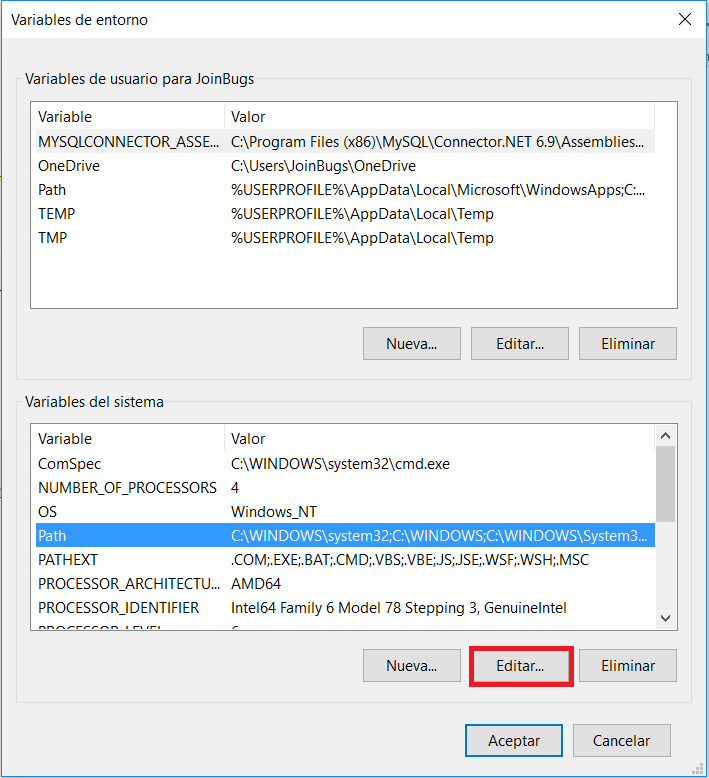 Variables de entorno
Variables de usuario para JoinBugs
Variable Valor
MYSQLCONNECTOR_ASSE... C:\Program Files (x86)\MySQL\Connector.NET 6.9\Assemblies...
OneDrive C:\Users\JoinBugs\OneDrive
Path %USERPROFILE%\AppData\Local\Microsoft\WindowsApps;C:...
TEMP %USERPROFILE%\AppData\Local\Temp
TMP %USERPROFILE%\AppData\Local\Temp
Nueva... Editar... Eliminar
Variables del sistema
Variable Valor
ComSpec C:\WINDOWS\system32\cmd.exe
NUMBER_OF_PROCESSORS 4
OS Windows_NT
Path C:\WINDOWS\system32;C:\WINDOWS;C:\WINDOWS\System3...
PATHEXT .COM;.EXE;.BAT;.CMD;.VBS;.VBE;.JS;.JSE;.WSF;.WSH;.MSC
PROCESSOR_ARCHITECTU... AMD64
PROCESSOR_IDENTIFIER Intel64 Family 6 Model 78 Stepping 3, GenuineIntel
Nueva... Editar... Eliminar
Aceptar Cancelar